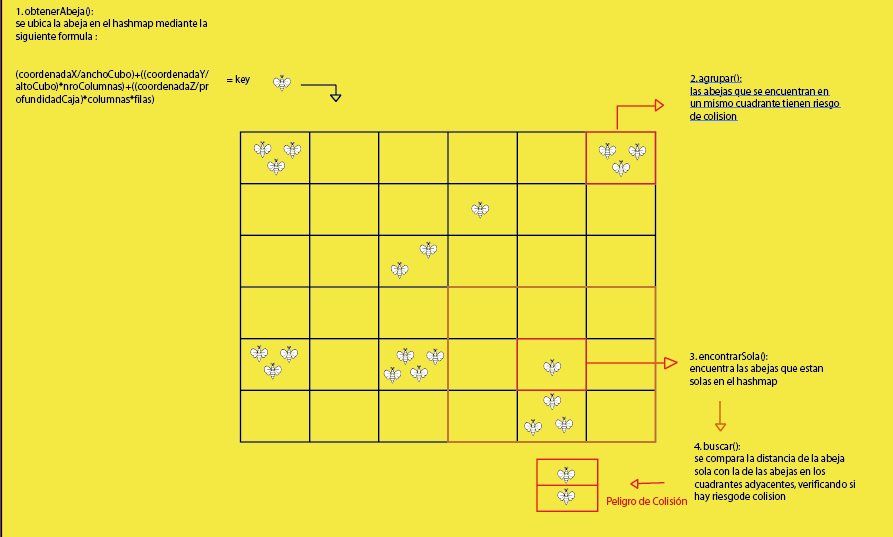 1. obtenerAbeja():
se ubica la abeja en el hashmap mediante la
siguiente formula :
(coordenadaX/anchoCubo)+((coordenadaY/
altoCubo)*nroColumnas)+((coordenadaZ/pr
ofundidadCaja)*columnas*filas)
= key
2.agrupar():
las abejas que se encuentran en
un mismo cuadrante tienen riesgo
de colision
3. encontrarSola():
encuentra las abejas que estan
solas en el hashmap
4. buscar():
se compara la distancia de la abeja
sola con la de las abejas en los
cuadrantes adyacentes, verificando si
hay riesgode colision
Peligro de Colisión